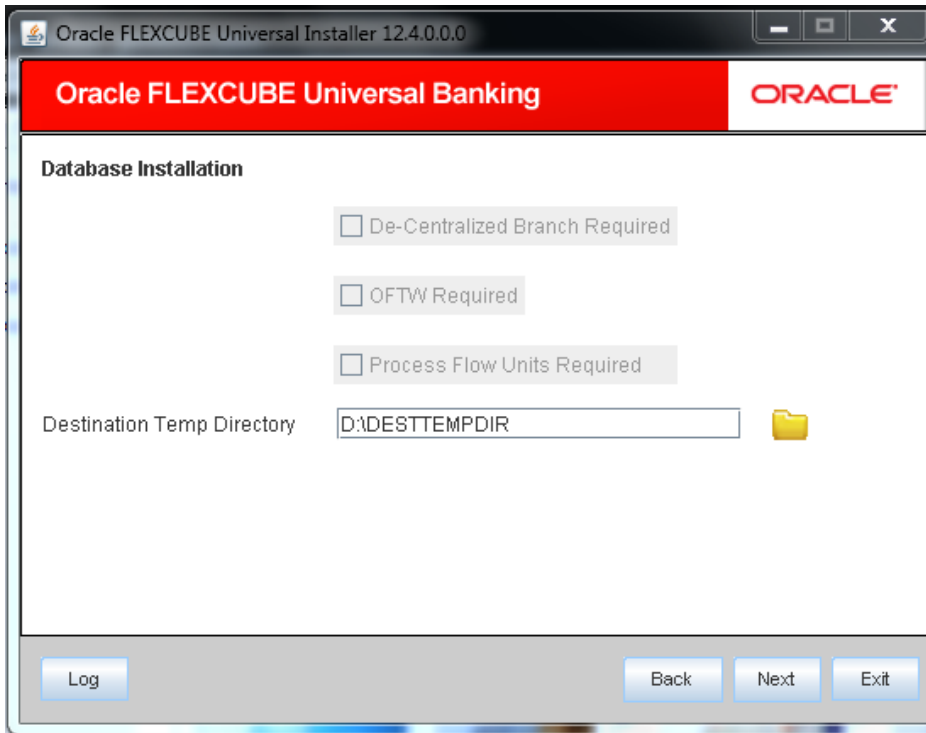 Oracle FLEXCUBE Universal Installer 12.4.0.0.0
Oracle FLEXCUBE Universal Banking
ORACLE
Database Installation
De-Centralized Branch Required
OFTW Required
Process Flow Units Required
Destination Temp Directory D:\DESTTEMPDIR
Log Back Next Exit